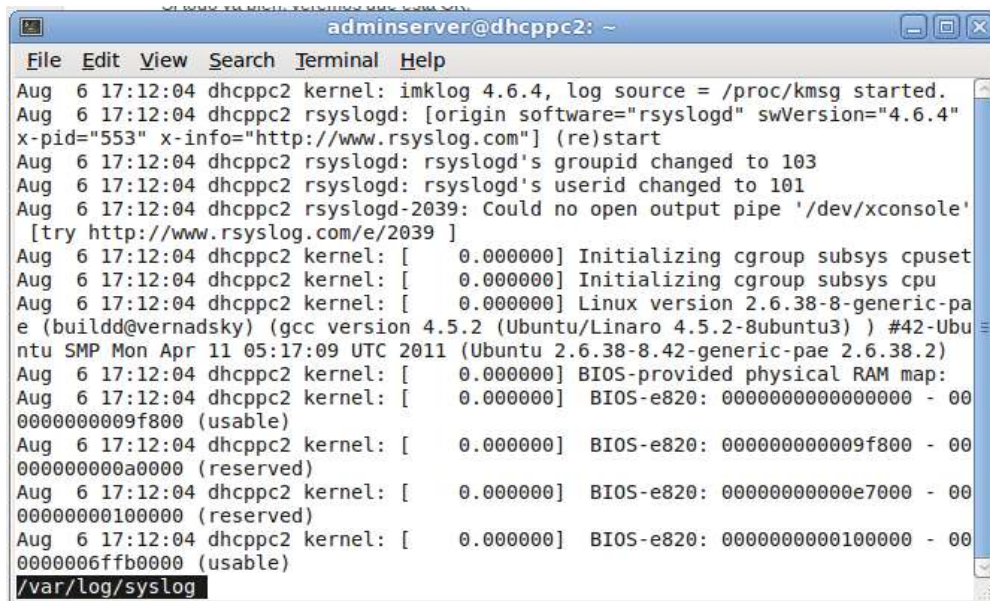 Si todo va bien, veremos que esta OK.
adminserver@dhcppc2: ~
File Edit View Search Terminal Help
Aug  6 17:12:04 dhcppc2 kernel: imklog 4.6.4, log source = /proc/kmsg started.
Aug  6 17:12:04 dhcppc2 rsyslogd: [origin software="rsyslogd" swVersion="4.6.4"
x-pid="553" x-info="http://www.rsyslog.com"] (re)start
Aug  6 17:12:04 dhcppc2 rsyslogd: rsyslogd's groupid changed to 103
Aug  6 17:12:04 dhcppc2 rsyslogd: rsyslogd's userid changed to 101
Aug  6 17:12:04 dhcppc2 rsyslogd-2039: Could no open output pipe '/dev/xconsole'
 [try http://www.rsyslog.com/e/2039 ]
Aug  6 17:12:04 dhcppc2 kernel: [    0.000000] Initializing cgroup subsys cpuset
Aug  6 17:12:04 dhcppc2 kernel: [    0.000000] Initializing cgroup subsys cpu
Aug  6 17:12:04 dhcppc2 kernel: [    0.000000] Linux version 2.6.38-8-generic-pa
e (buildd@vernadsky) (gcc version 4.5.2 (Ubuntu/Linaro 4.5.2-8ubuntu3) ) #42-Ubu
ntu SMP Mon Apr 11 05:17:09 UTC 2011 (Ubuntu 2.6.38-8.42-generic-pae 2.6.38.2)
Aug  6 17:12:04 dhcppc2 kernel: [    0.000000] BIOS-provided physical RAM map:
Aug  6 17:12:04 dhcppc2 kernel: [    0.000000]  BIOS-e820: 0000000000000000 - 00
0000000009f800 (usable)
Aug  6 17:12:04 dhcppc2 kernel: [    0.000000]  BIOS-e820: 000000000009f800 - 00
000000000a0000 (reserved)
Aug  6 17:12:04 dhcppc2 kernel: [    0.000000]  BIOS-e820: 00000000000e7000 - 00
00000000100000 (reserved)
Aug  6 17:12:04 dhcppc2 kernel: [    0.000000]  BIOS-e820: 0000000000100000 - 00
0000006ffb0000 (usable)
/var/log/syslog